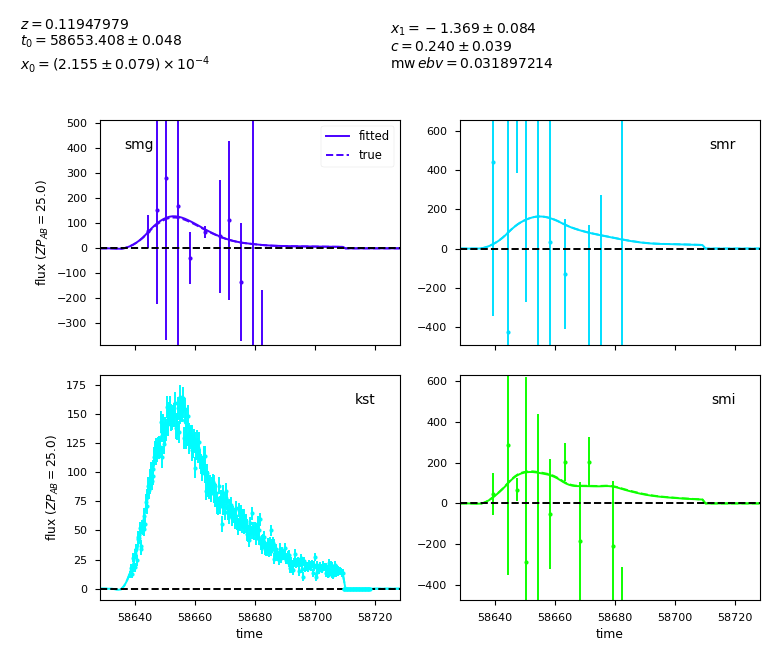 z = 0.11947979
t0 = 58653.408 ± 0.048
x0 = (2.155 ± 0.079) × 10^−4
x1 = −1.369 ± 0.084
c = 0.240 ± 0.039
mw ebv = 0.031897214
smg
fitted
true
500
400
300
200
100
0
−100
−200
−300
flux (ZP_AB = 25.0)
smr
600
400
200
0
−200
−400
kst
175
150
125
100
75
50
25
0
flux (ZP_AB = 25.0)
58640 58660 58680 58700 58720
time
smi
600
400
200
0
−200
−400
58640 58660 58680 58700 58720
time